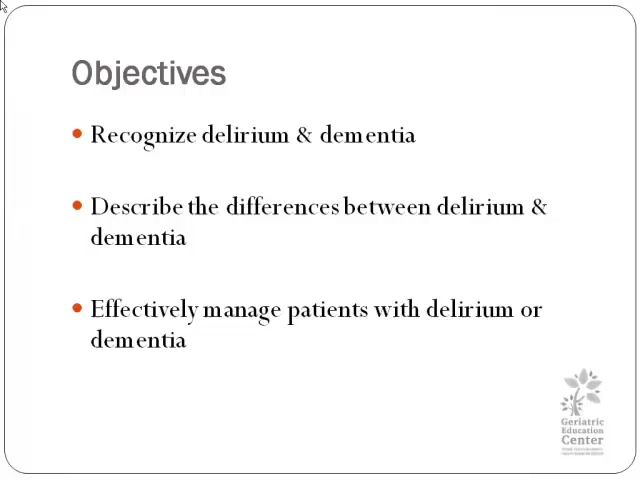 Objectives
Recognize delirium & dementia
Describe the differences between delirium &
dementia
Effectively manage patients with delirium or
dementia
Geriatric
Education
Center